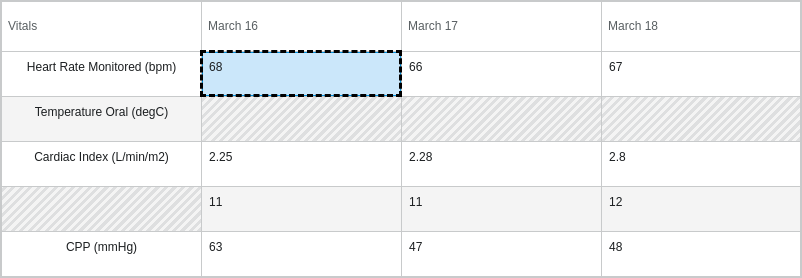 Vitals March 16 March 17 March 18
Heart Rate Monitored (bpm) 68 66 67
Temperature Oral (degC)
Cardiac Index (L/min/m2) 2.25 2.28 2.8
11 11 12
CPP (mmHg) 63 47 48